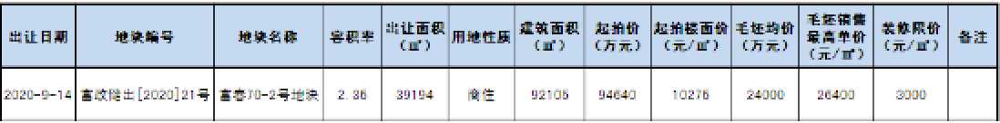 出让日期 地块编号 地块名称 容积率 出让面积（㎡） 用地性质 建筑面积（㎡） 起拍价（万元） 起拍楼面价（元/㎡） 毛坯均价（元/㎡） 毛坯销售最高单价（元/㎡） 装修限价（元/㎡） 备注
2020-9-14 富政储出[2020]21号 富春70-2号地块 2.35 39194 商住 92105 94640 10275 24000 26400 3000